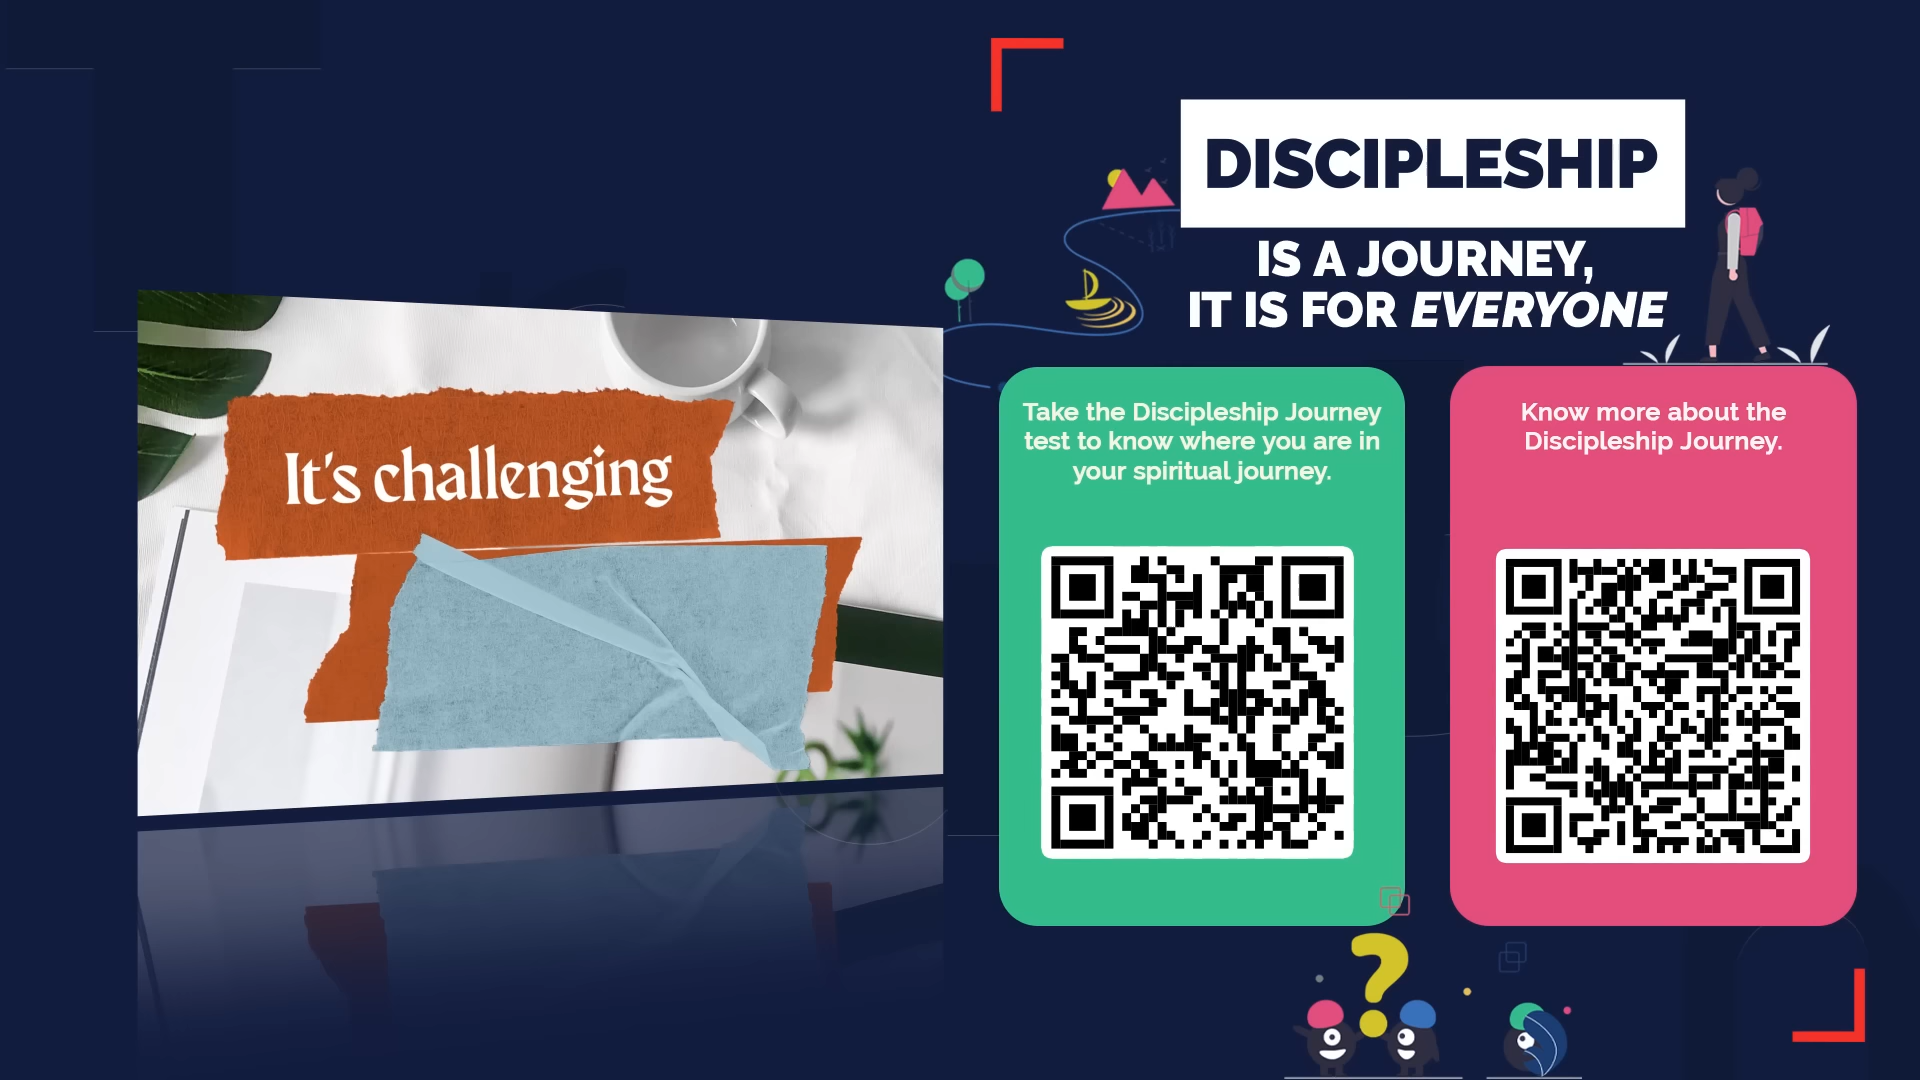 It's challenging
DISCIPLESHIP
IS A JOURNEY,
IT IS FOR EVERYONE
Take the Discipleship Journey
test to know where you are in
your spiritual journey.
Know more about the
Discipleship Journey.
?